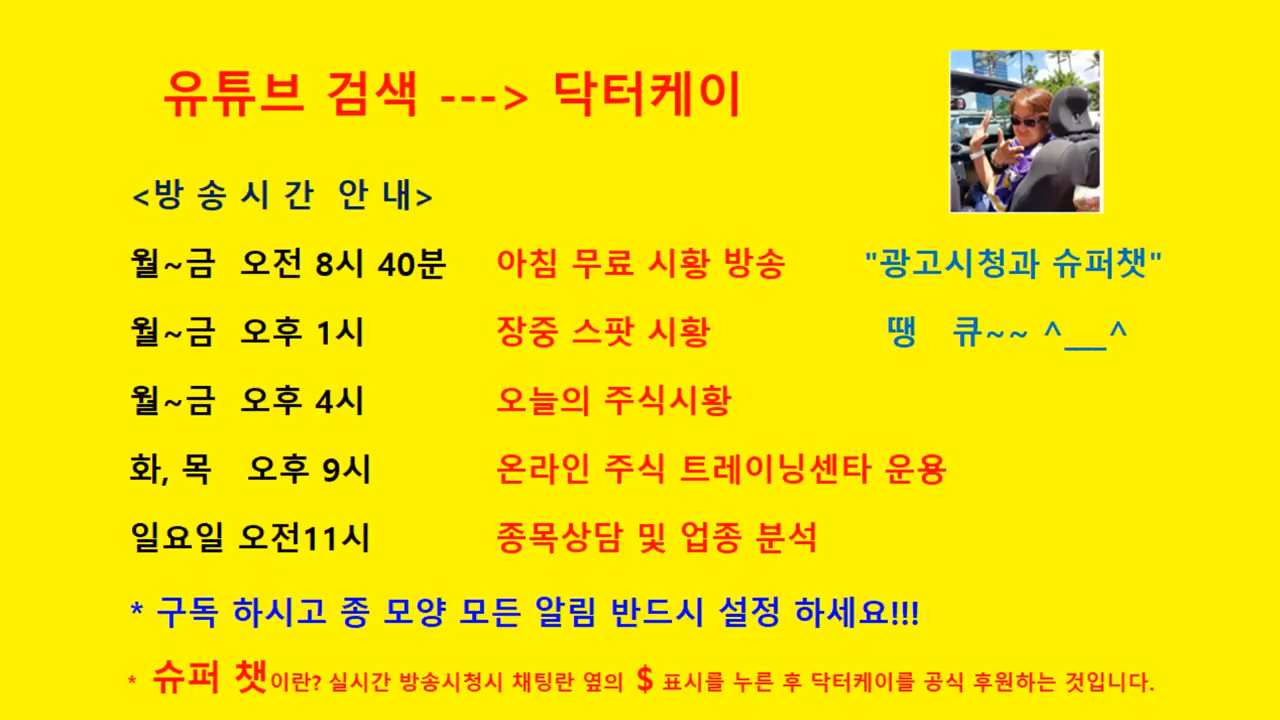 유튜브 검색 ---> 닥터케이
<방 송 시 간 안 내>
월~금 오전 8시 40분 아침 무료 시황 방송 "광고시청과 슈퍼챗"
월~금 오후 1시 장중 스팟 시황 땡 큐~~ ^___^
월~금 오후 4시 오늘의 주식시황
화, 목 오후 9시 온라인 주식 트레이닝센타 운용
일요일 오전11시 종목상담 및 업종 분석
* 구독 하시고 종 모양 모든 알림 반드시 설정 하세요!!!
* 슈퍼 챗이란? 실시간 방송시청시 채팅란 옆의 $ 표시를 누른 후 닥터케이를 공식 후원하는 것입니다.